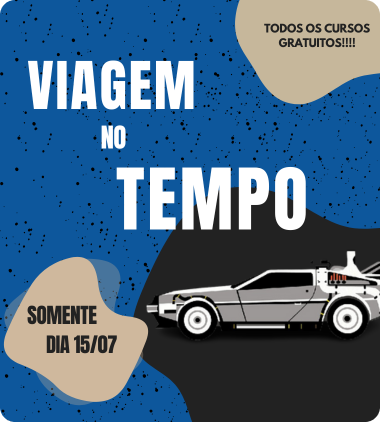 TODOS OS CURSOS
GRATUITOS!!!!
VIAGEM
NO
TEMPO
SOMENTE
DIA 15/07